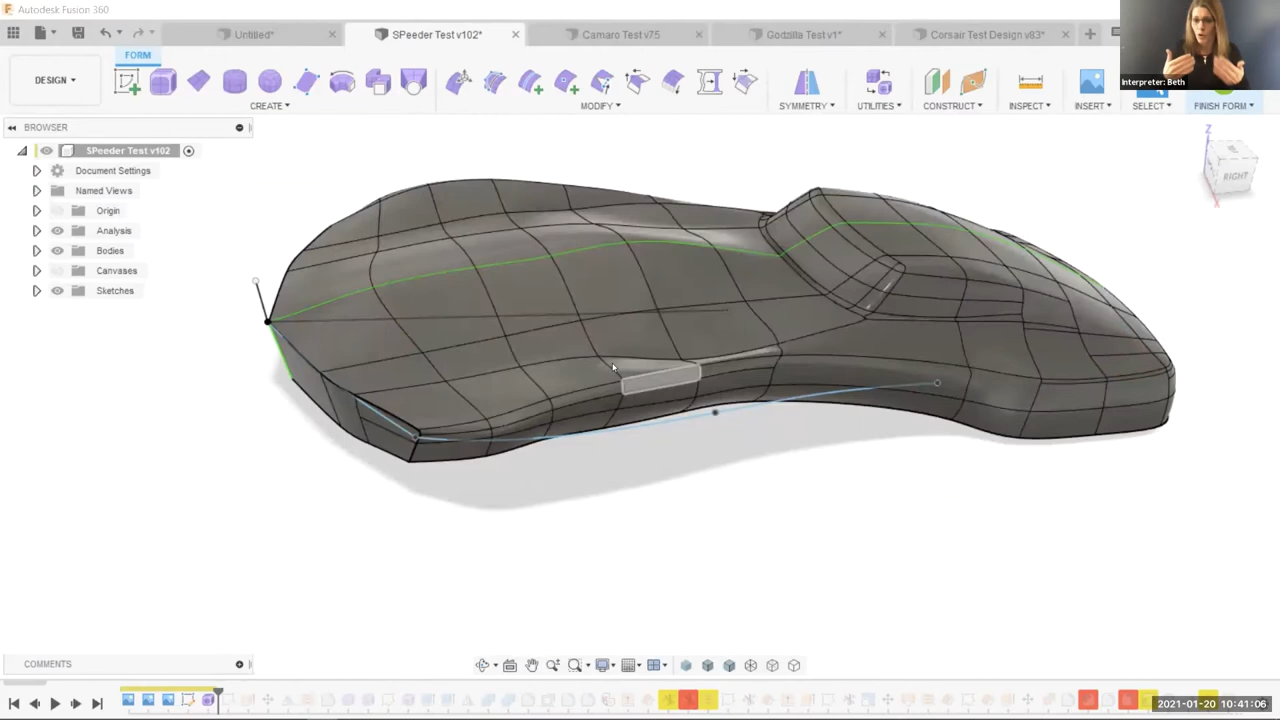 Autodesk Fusion 360
Untitled*
SPeeder Test v102*
Camaro Test v75
Godzilla Test v1*
Corsair Test Design v83*
FORM
DESIGN
CREATE
MODIFY
SYMMETRY
UTILITIES
CONSTRUCT
INSPECT
INSERT
SELECT
FINISH FORM
Interpreter: Beth
BROWSER
SPeeder Test v102
Document Settings
Named Views
Origin
Analysis
Bodies
Canvases
Sketches
Z
RIGHT
X
COMMENTS
2021-01-20 10:41:06